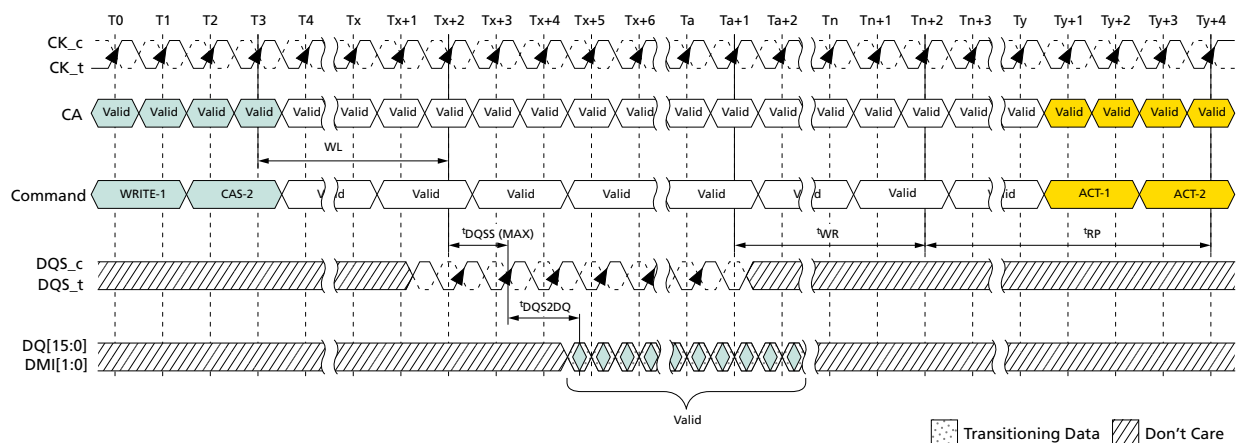 T0 T1 T2 T3 T4 Tx Tx+1 Tx+2 Tx+3 Tx+4 Tx+5 Tx+6 Ta Ta+1 Ta+2 Tn Tn+1 Tn+2 Tn+3 Ty Ty+1 Ty+2 Ty+3 Ty+4
CK_c
CK_t
CA Valid Valid Valid Valid Valid Valid Valid Valid Valid Valid Valid Valid Valid Valid Valid Valid Valid Valid Valid Valid Valid Valid Valid Valid
WL
Command WRITE-1 CAS-2 Valid Valid Valid Valid Valid Valid Valid Valid ACT-1 ACT-2
tDQSS (MAX) tWR tRP
DQS_c
DQS_t
tDQS2DQ
DQ[15:0]
DMI[1:0]
Valid
Transitioning Data Don't Care